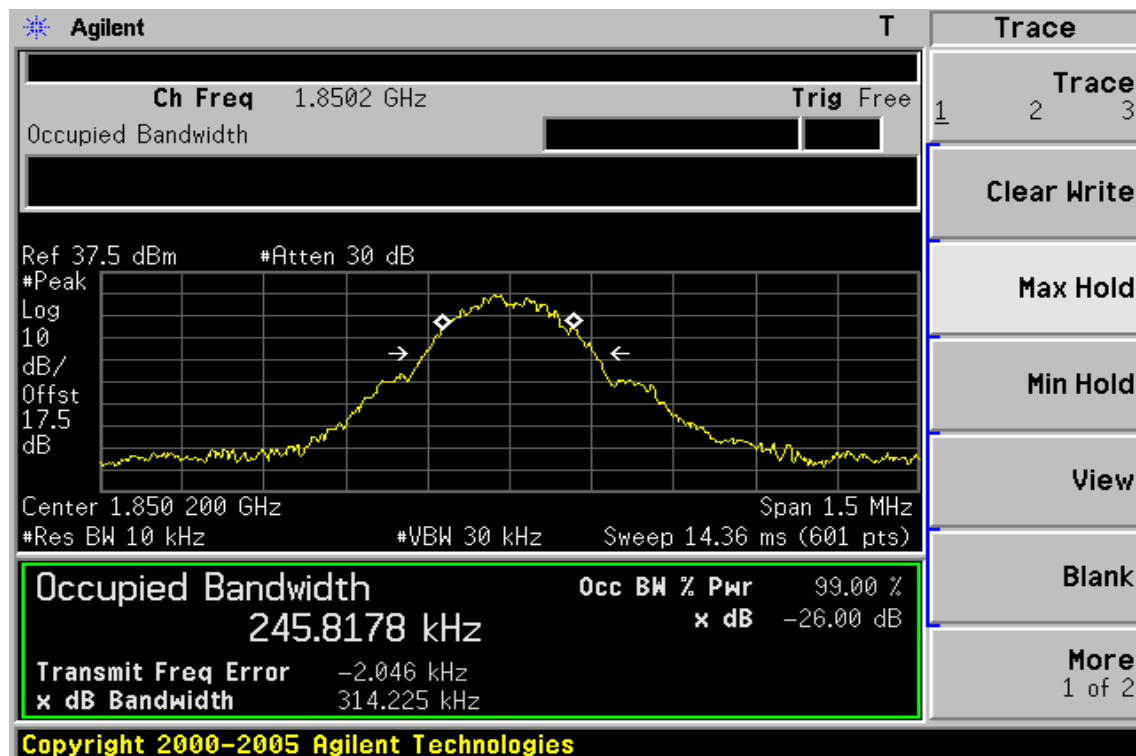 Agilent T Trace
Ch Freq 1.8502 GHz Trig Free
Occupied Bandwidth
Trace
1 2 3
Clear Write
Max Hold
Min Hold
View
Blank
More
1 of 2
Ref 37.5 dBm #Atten 30 dB
#Peak
Log
10
dB/
Offst
17.5
dB
Center 1.850 200 GHz Span 1.5 MHz
#Res BW 10 kHz #VBW 30 kHz Sweep 14.36 ms (601 pts)
Occupied Bandwidth Occ BW % Pwr 99.00 %
245.8178 kHz x dB -26.00 dB
Transmit Freq Error -2.046 kHz
x dB Bandwidth 314.225 kHz
Copyright 2000-2005 Agilent Technologies